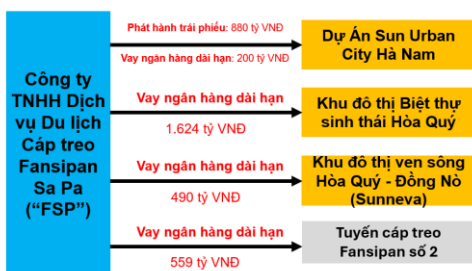 Công ty
TNHH Dịch
vụ Du lịch
Cáp treo
Fansipan
Sa Pa
("FSP")
Phát hành trái phiếu: 880 tỷ VNĐ
Vay ngân hàng dài hạn: 200 tỷ VNĐ
Dự Án Sun Urban
City Hà Nam
Vay ngân hàng dài hạn
1.624 tỷ VNĐ
Khu đô thị Biệt thự
sinh thái Hòa Quý
Vay ngân hàng dài hạn
490 tỷ VNĐ
Khu đô thị ven sông
Hòa Quý - Đồng Nò
(Sunneva)
Vay ngân hàng dài hạn
559 tỷ VNĐ
Tuyến cáp treo
Fansipan số 2